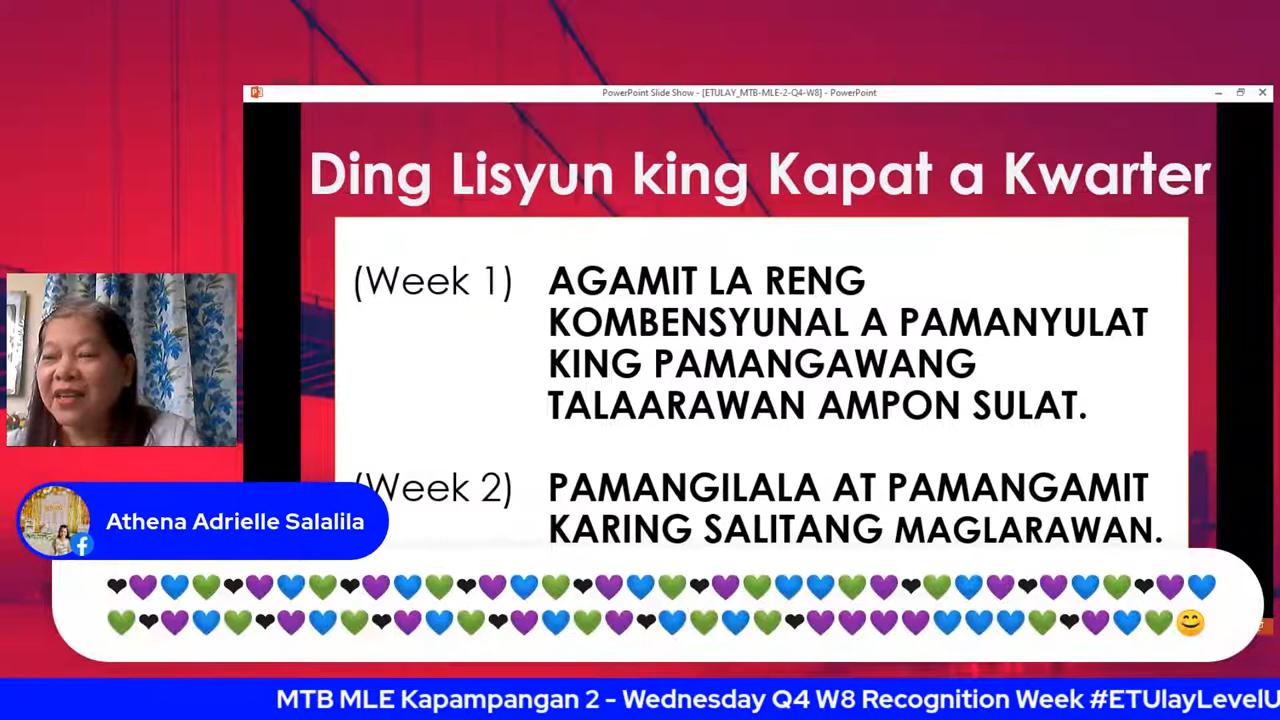 PowerPoint Slide Show - [ETULAY_MTB-MLE-2-Q4-W8] - PowerPoint
Ding Lisyun king Kapat a Kwarter
(Week 1) AGAMIT LA RENG
KOMBENSYUNAL A PAMANYULAT
KING PAMANGAWANG
TALAARAWAN AMPON SULAT.
(Week 2) PAMANGILALA AT PAMANGAMIT
KARING SALITANG MAGLARAWAN.
Athena Adrielle Salalila
❤💜💙💚❤💜💙💚❤💜💙💚❤💜💙💚❤💜💙💚❤💜💚💙💙💚💜❤💚💙💜❤💜💙💚❤💜💙
💚❤💜💙💚❤💜💙💚❤💜💙💚❤💜💙💚💜❤💙💚💙💚❤💜💜💜💜💙💙💙💚❤💜💙💚😊
MTB MLE Kapampangan 2 - Wednesday Q4 W8 Recognition Week #ETUlayLevelU